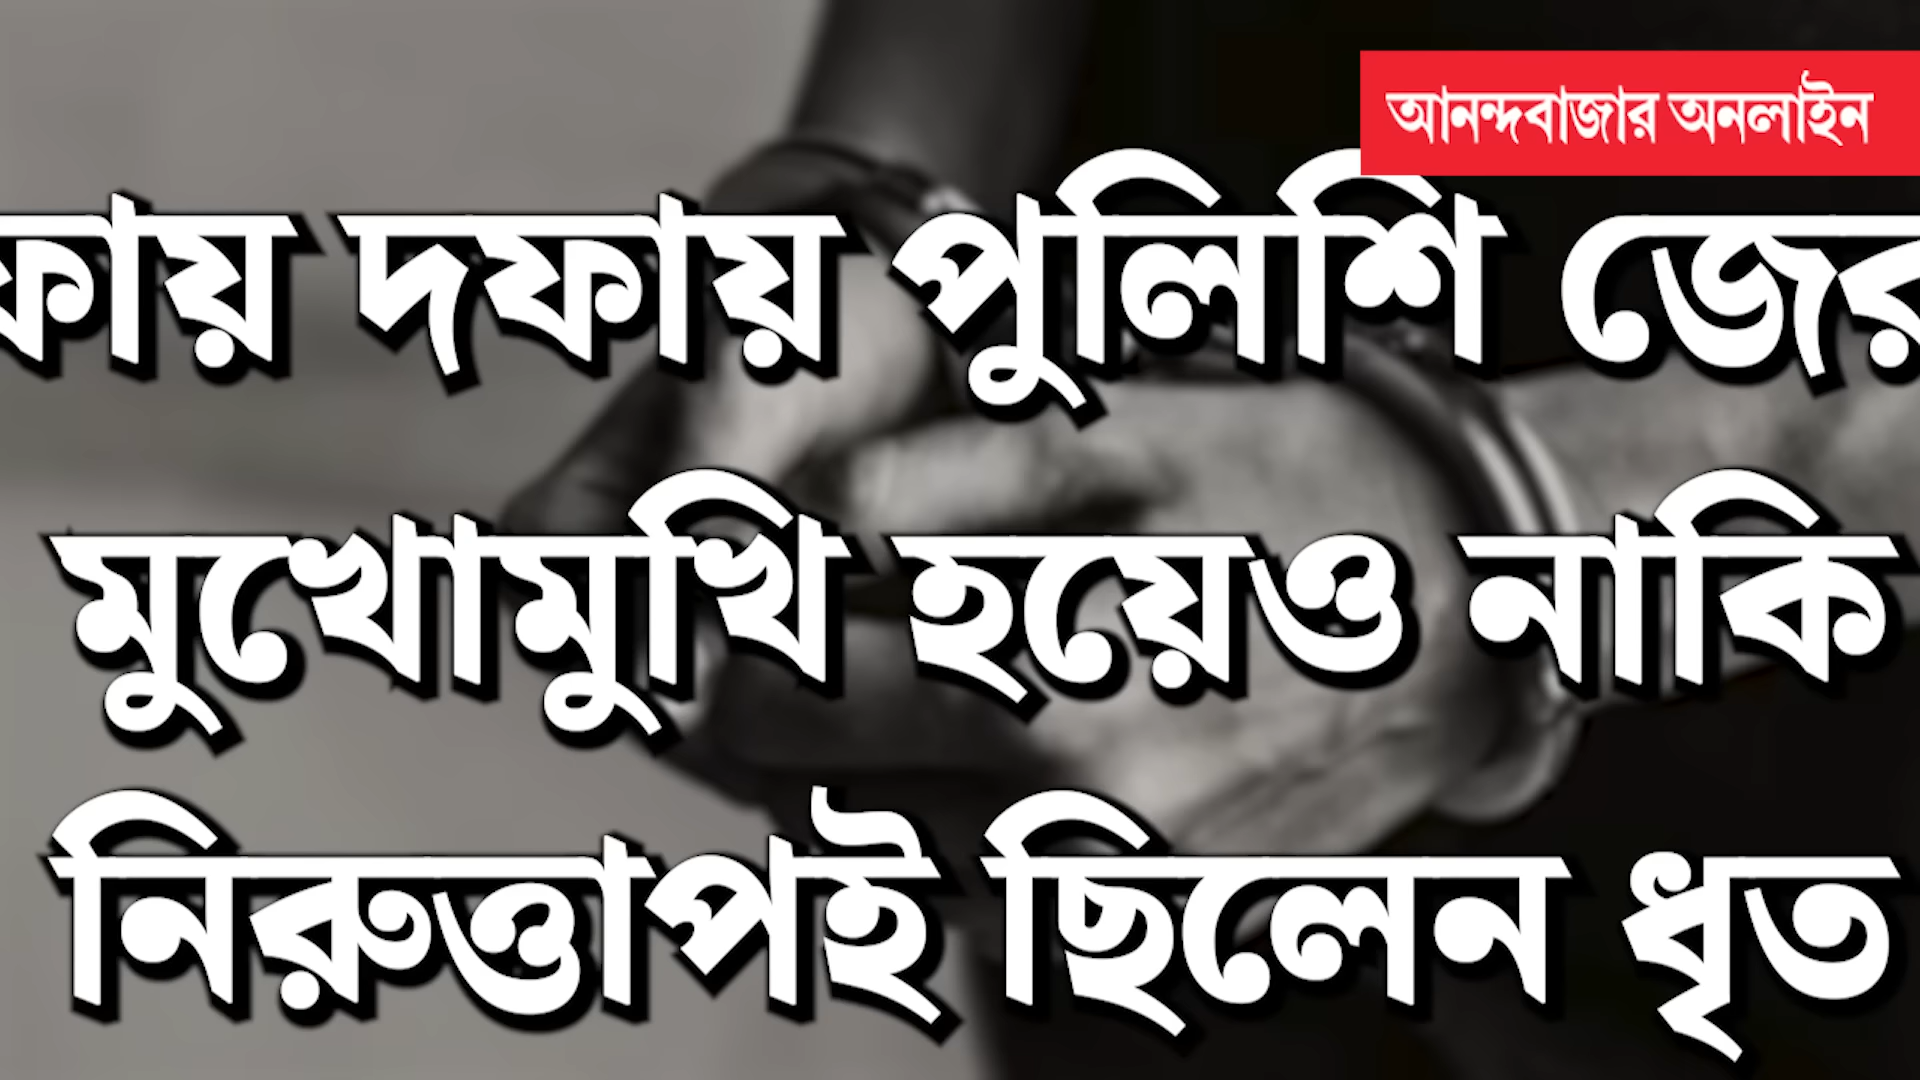 আনন্দবাজার অনলাইন
ফায় দফায় পুলিশি জের
মুখোমুখি হয়েও নাকি
নিরুত্তাপই ছিলেন ধৃত